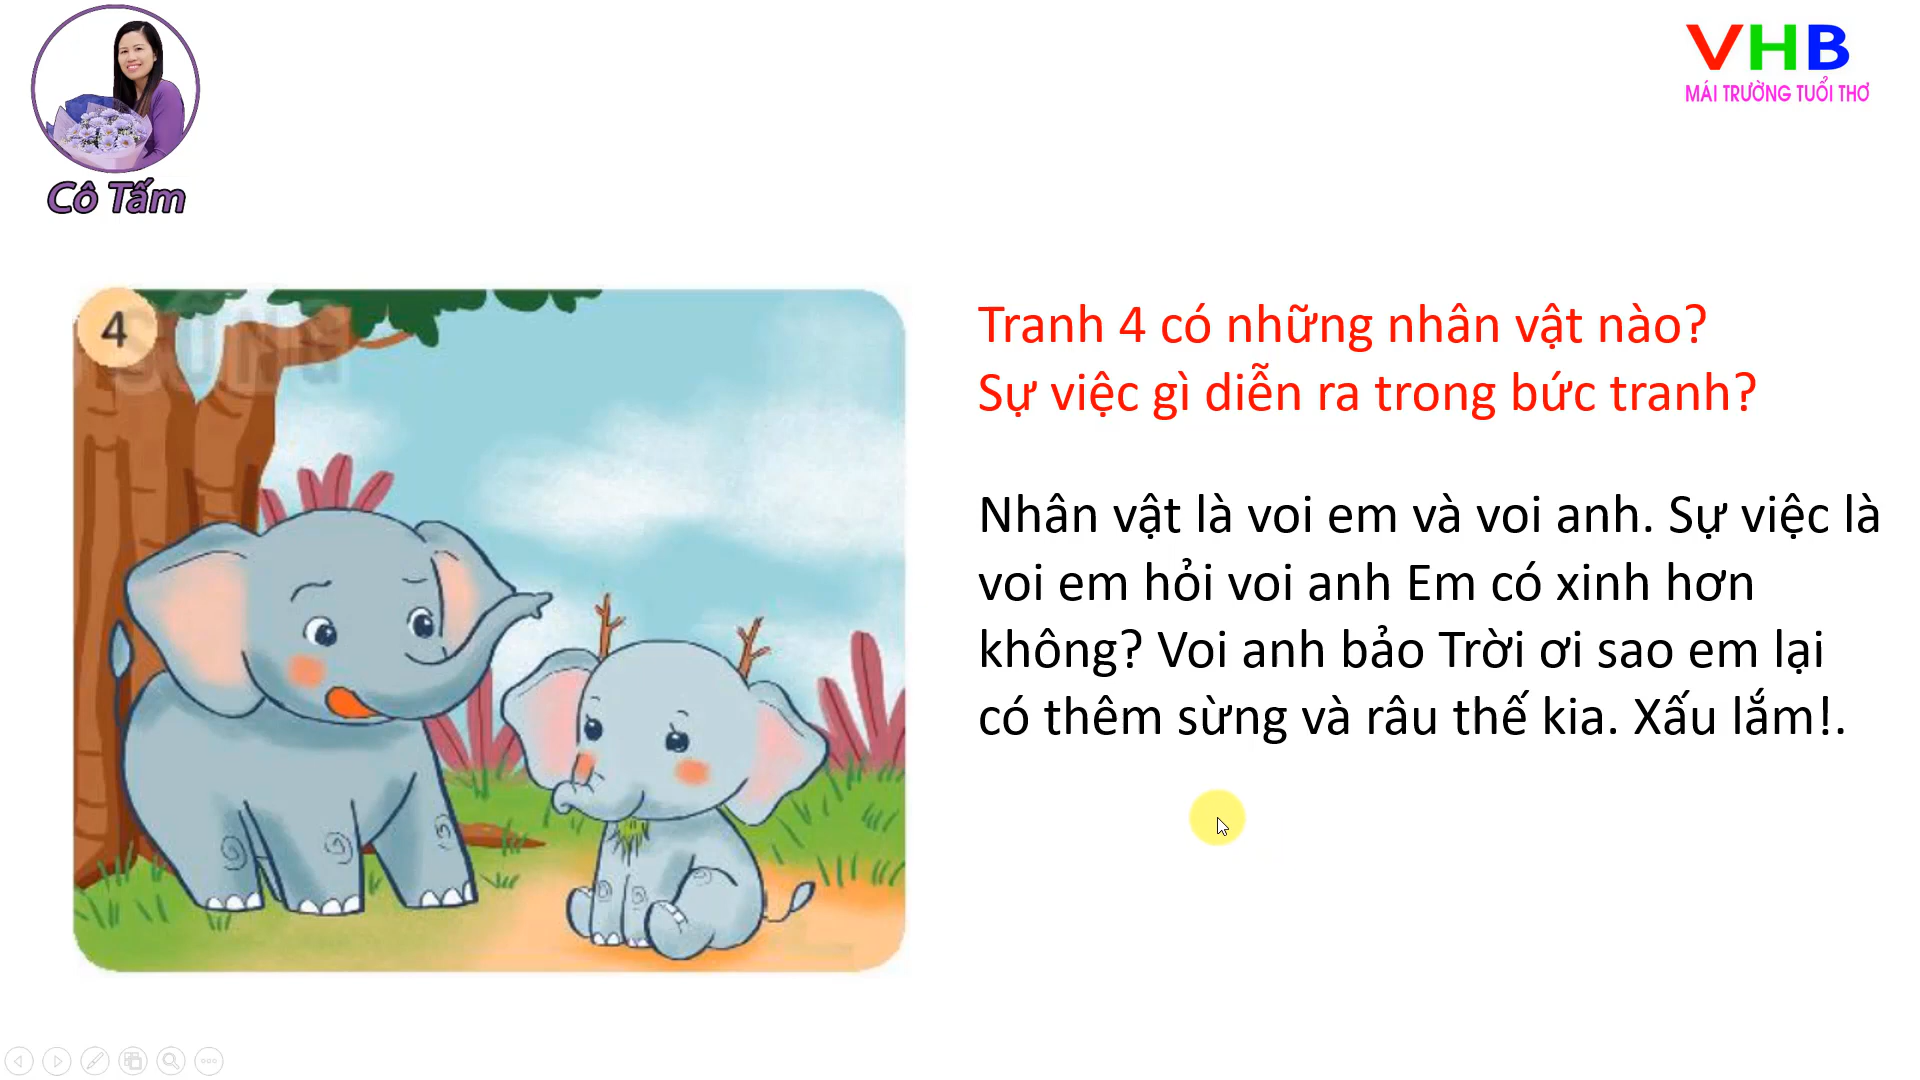 Cô Tấm
VHB
MÁI TRƯỜNG TUỔI THƠ
4
Tranh 4 có những nhân vật nào?
Sự việc gì diễn ra trong bức tranh?
Nhân vật là voi em và voi anh. Sự việc là
voi em hỏi voi anh Em có xinh hơn
không? Voi anh bảo Trời ơi sao em lại
có thêm sừng và râu thế kia. Xấu lắm!.